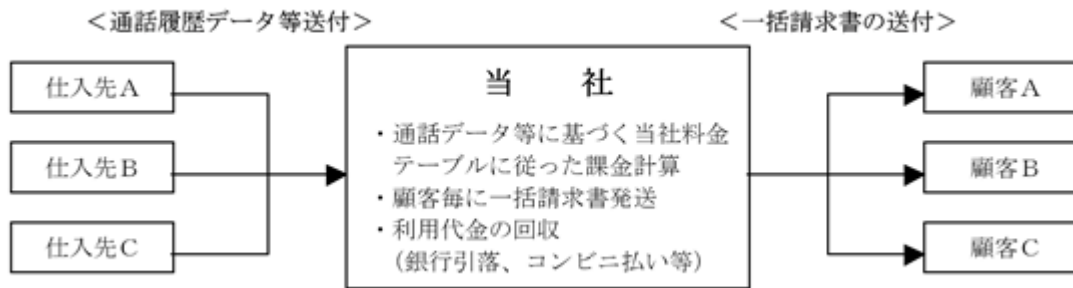 ＜通話履歴データ等送付＞
＜一括請求書の送付＞
仕入先A
仕入先B
仕入先C
当　社
・通話データ等に基づく当社料金
テーブルに従った課金計算
・顧客毎に一括請求書発送
・利用代金の回収
（銀行引落、コンビニ払い等）
顧客A
顧客B
顧客C